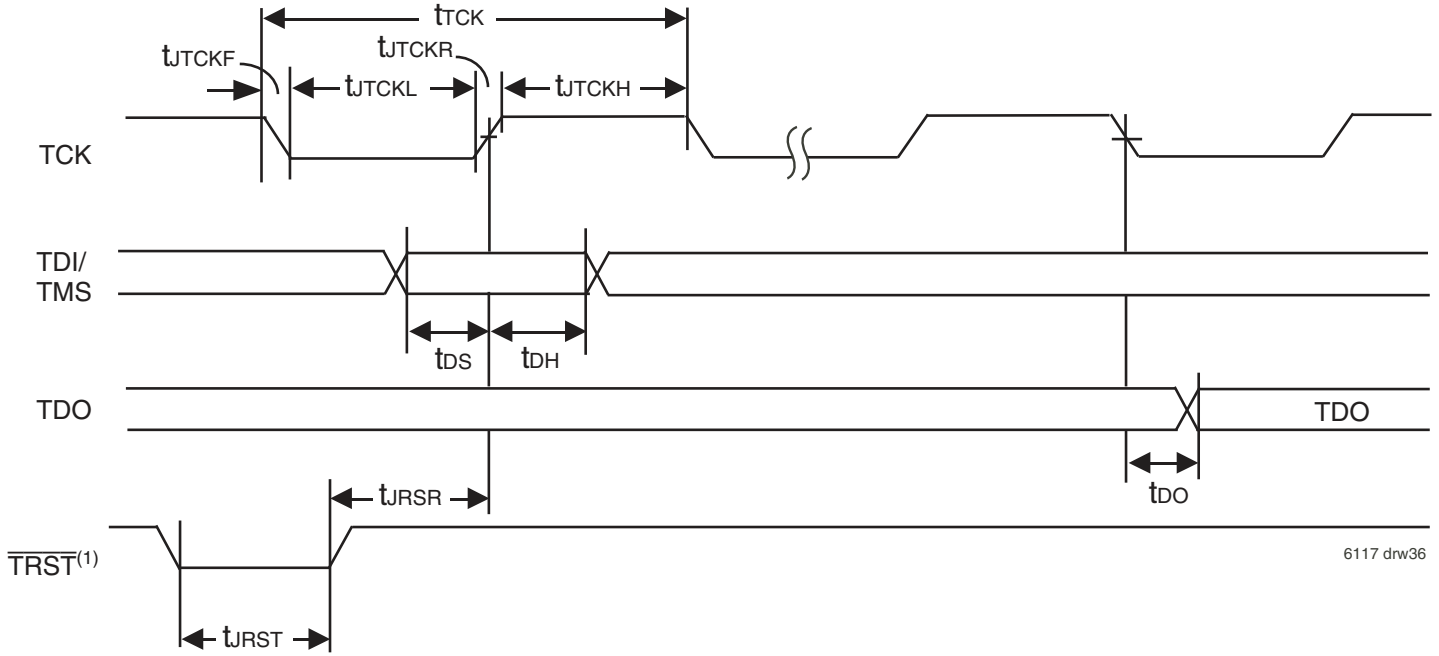 tTCK
tJTCKF
tJTCKR
tJTCKL
tJTCKH
TCK
TDI/
TMS
tDS
tDH
TDO
TDO
tDO
tJRSR
TRST(1)
6117 drw36
tJRST